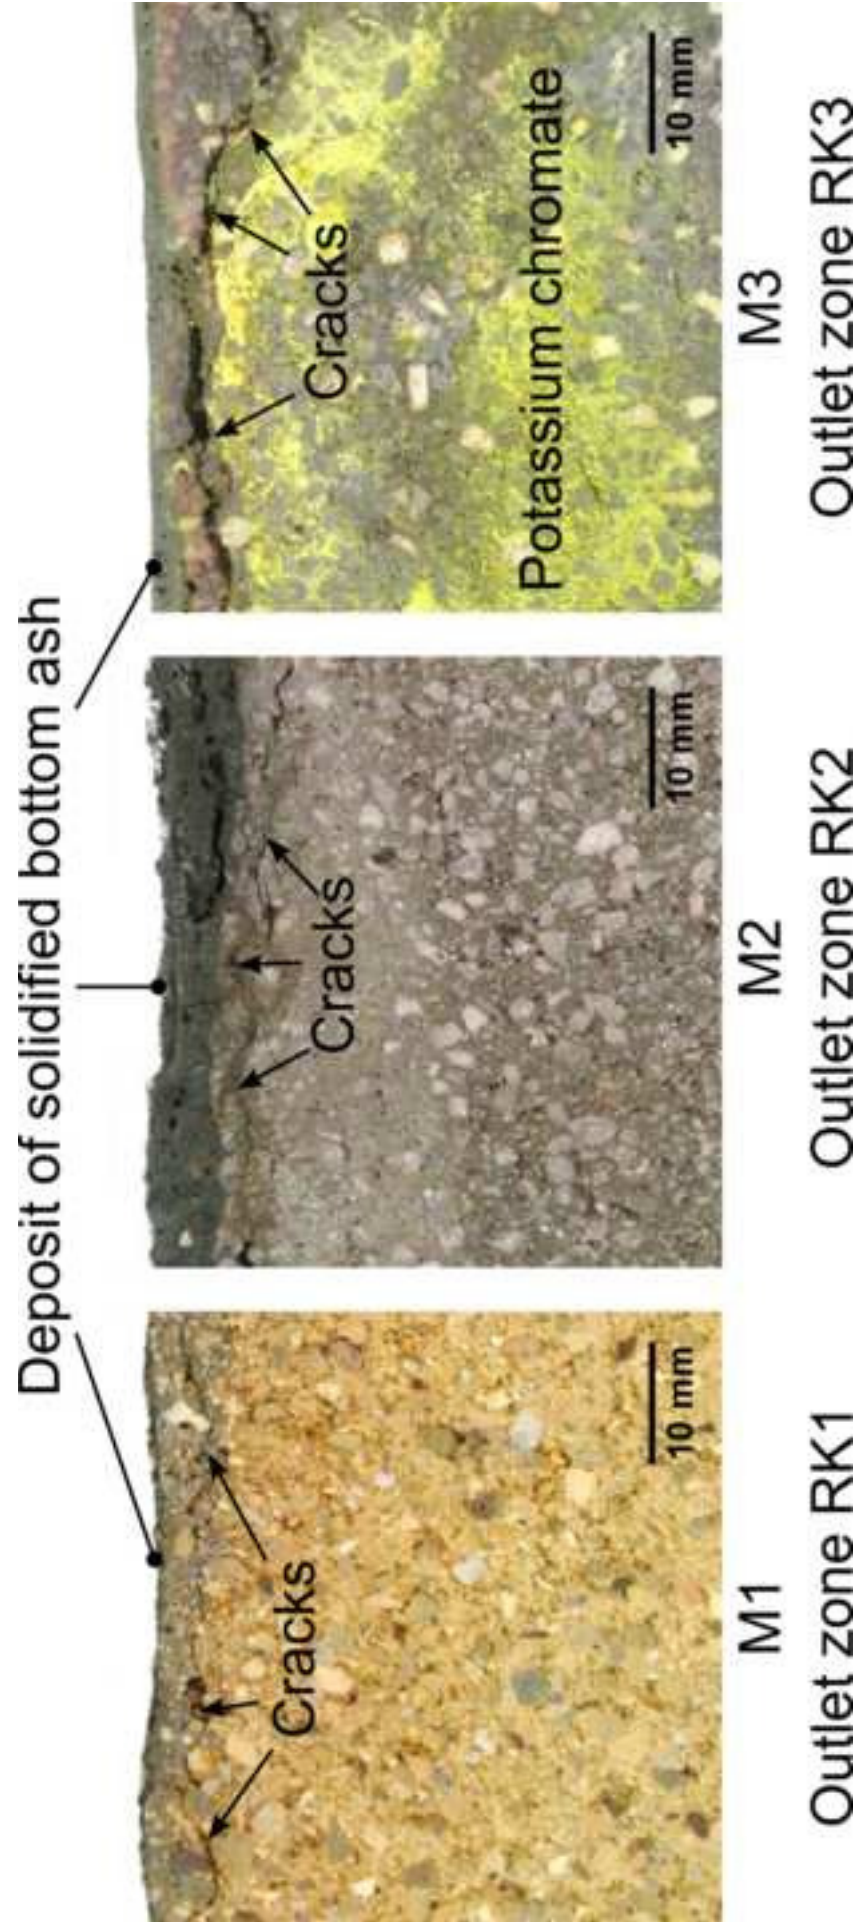 Deposit of solidified bottom ash
Cracks
Cracks
Cracks
Potassium chromate
10 mm
10 mm
10 mm
M1
M2
M3
Outlet zone RK1
Outlet zone RK2
Outlet zone RK3